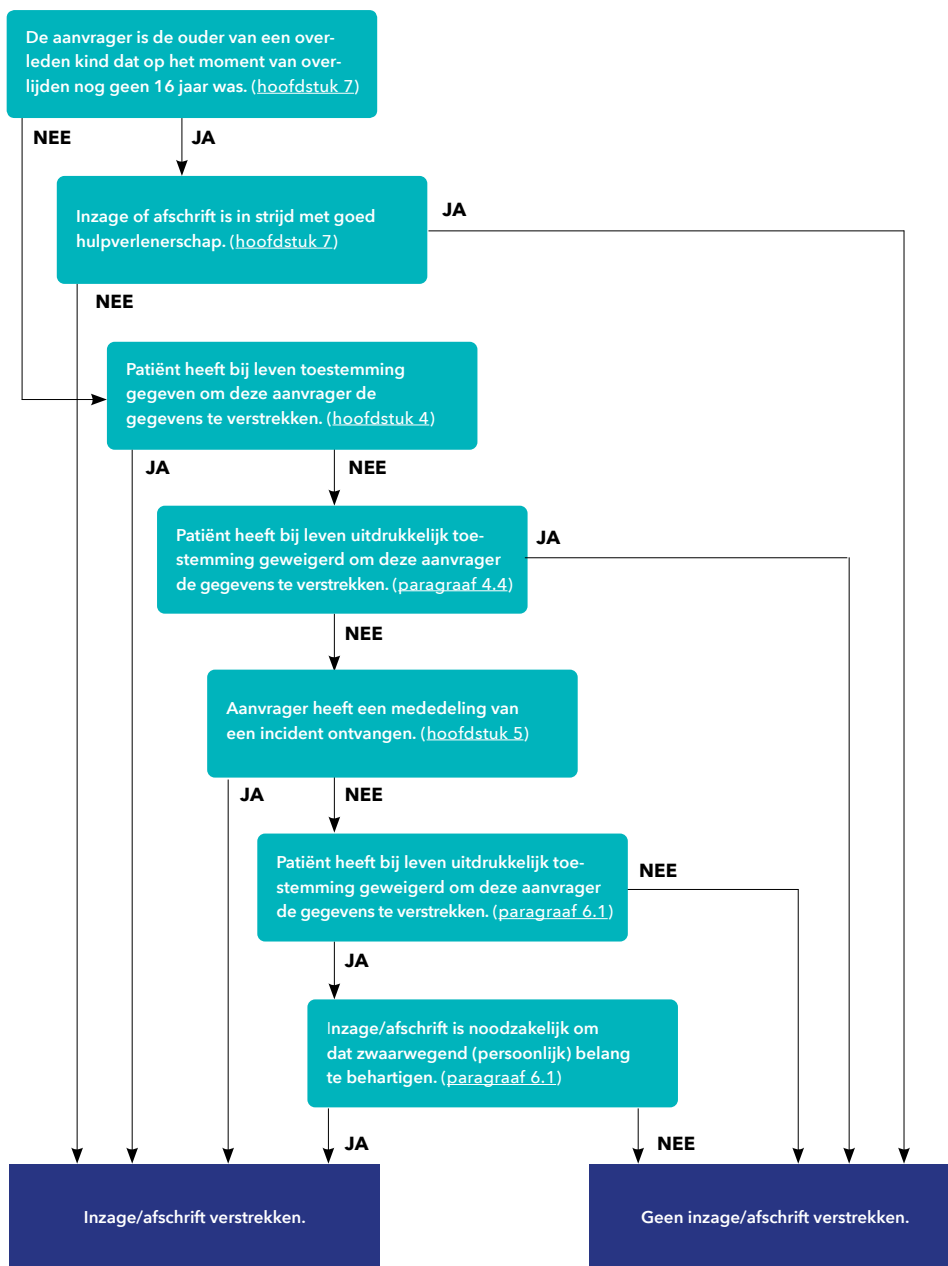 De aanvrager is de ouder van een over-
leden kind dat op het moment van over-
lijden nog geen 16 jaar was. (hoofdstuk 7)
NEE
JA
Inzage of afschrift is in strijd met goed
hulpverlenerschap. (hoofdstuk 7)
JA
NEE
Patiënt heeft bij leven toestemming
gegeven om deze aanvrager de
gegevens te verstrekken. (hoofdstuk 4)
JA
NEE
Patiënt heeft bij leven uitdrukkelijk toe-
stemming geweigerd om deze aanvrager
de gegevens te verstrekken. (paragraaf 4.4)
JA
NEE
Aanvrager heeft een mededeling van
een incident ontvangen. (hoofdstuk 5)
JA
NEE
Patiënt heeft bij leven uitdrukkelijk toe-
stemming geweigerd om deze aanvrager
de gegevens te verstrekken. (paragraaf 6.1)
NEE
JA
Inzage/afschrift is noodzakelijk om
dat zwaarwegend (persoonlijk) belang
te behartigen. (paragraaf 6.1)
JA
NEE
Inzage/afschrift verstrekken.
Geen inzage/afschrift verstrekken.